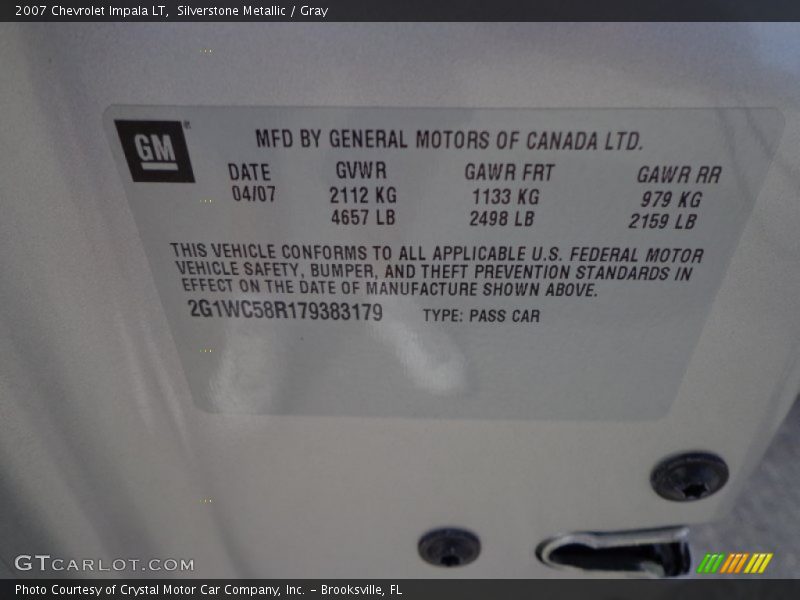 2007 Chevrolet Impala LT,  Silverstone Metallic / Gray
GM
MFD BY GENERAL MOTORS OF CANADA LTD.
DATE GVWR GAWR FRT GAWR RR
04/07 2112 KG 1133 KG 979 KG
4657 LB 2498 LB 2159 LB
THIS VEHICLE CONFORMS TO ALL APPLICABLE U.S. FEDERAL MOTOR
VEHICLE SAFETY, BUMPER, AND THEFT PREVENTION STANDARDS IN
EFFECT ON THE DATE OF MANUFACTURE SHOWN ABOVE.
2G1WC58R179383179 TYPE: PASS CAR
GTCARLOT.COM
Photo Courtesy of Crystal Motor Car Company, Inc. – Brooksville, FL